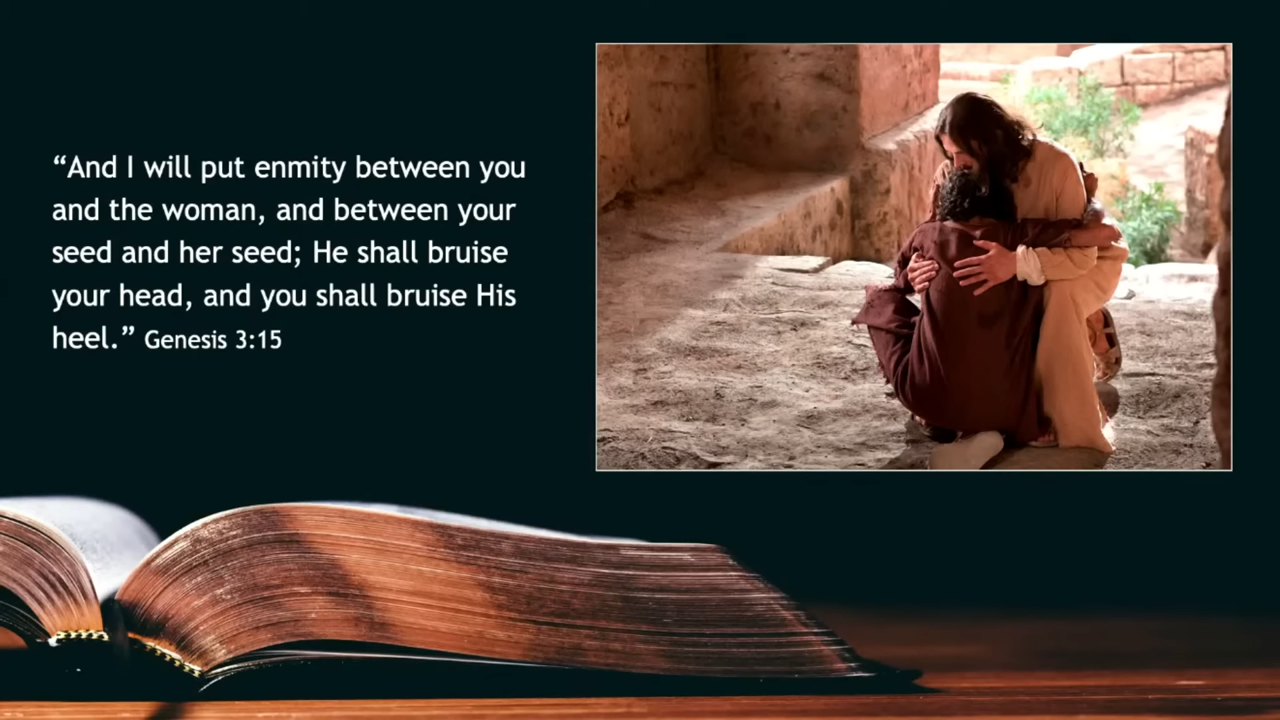 “And I will put enmity between you
and the woman, and between your
seed and her seed; He shall bruise
your head, and you shall bruise His
heel.” Genesis 3:15